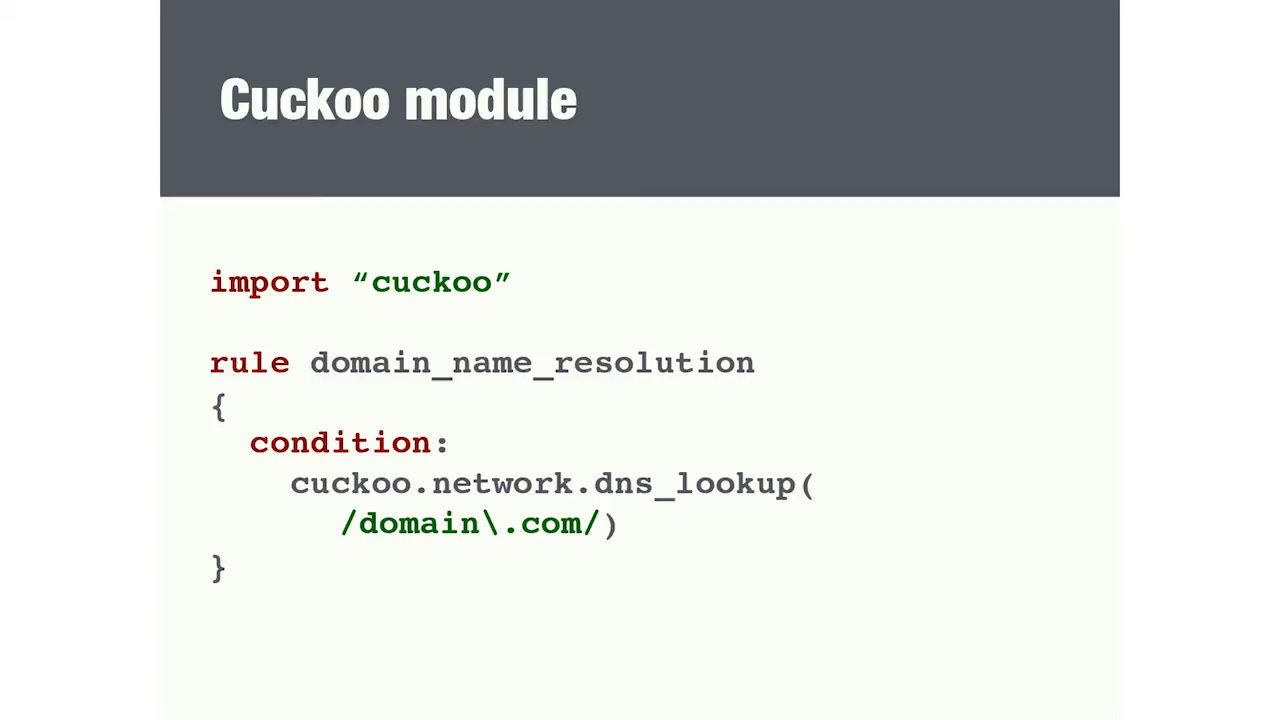 Cuckoo module
import “cuckoo”
rule domain_name_resolution
{
condition:
cuckoo.network.dns_lookup(
/domain\.com/)
}